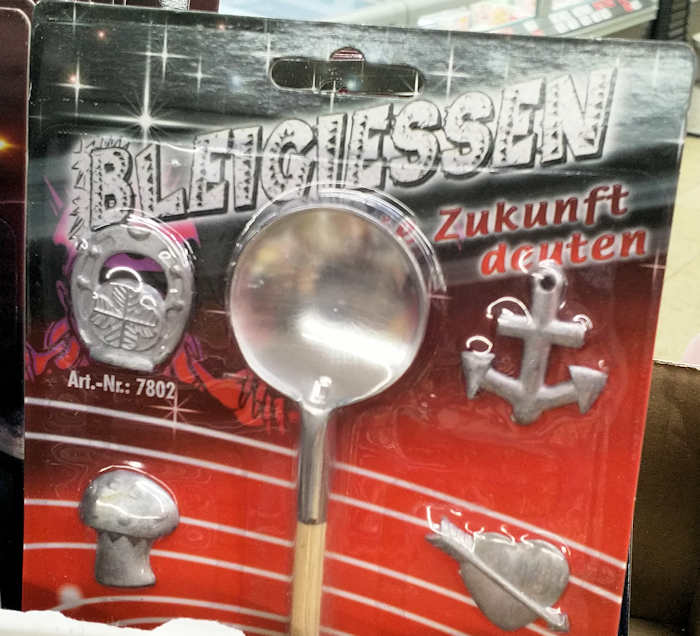 BLEIGIESSEN
Zukunft
deuten
Art.-Nr.: 7802